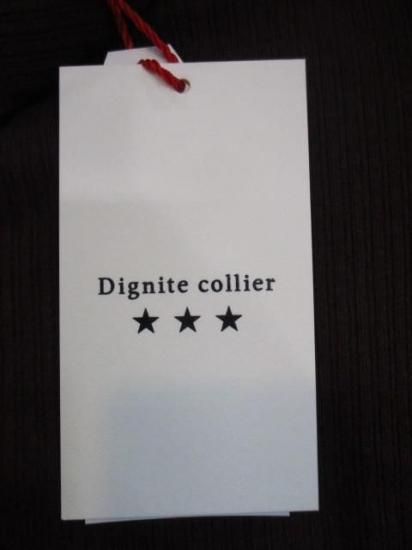 Dignite collier
★ ★ ★